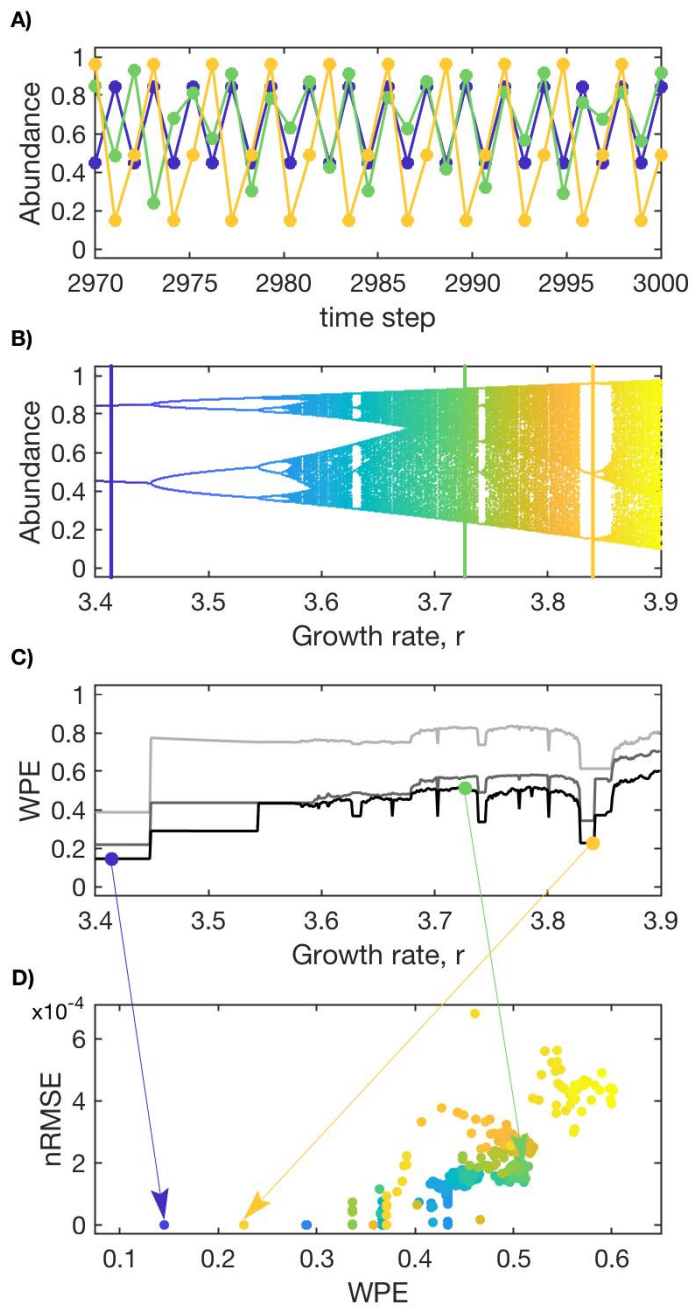 A)
1
0.8
0.6
0.4
0.2
0
Abundance
2970 2975 2980 2985 2990 2995 3000
time step
B)
1
0.8
0.6
0.4
0.2
0
Abundance
3.4 3.5 3.6 3.7 3.8 3.9
Growth rate, r
C)
1
0.8
0.6
0.4
0.2
0
WPE
3.4 3.5 3.6 3.7 3.8 3.9
Growth rate, r
D)
x10-4
6
4
2
0
nRMSE
0.1 0.2 0.3 0.4 0.5 0.6
WPE